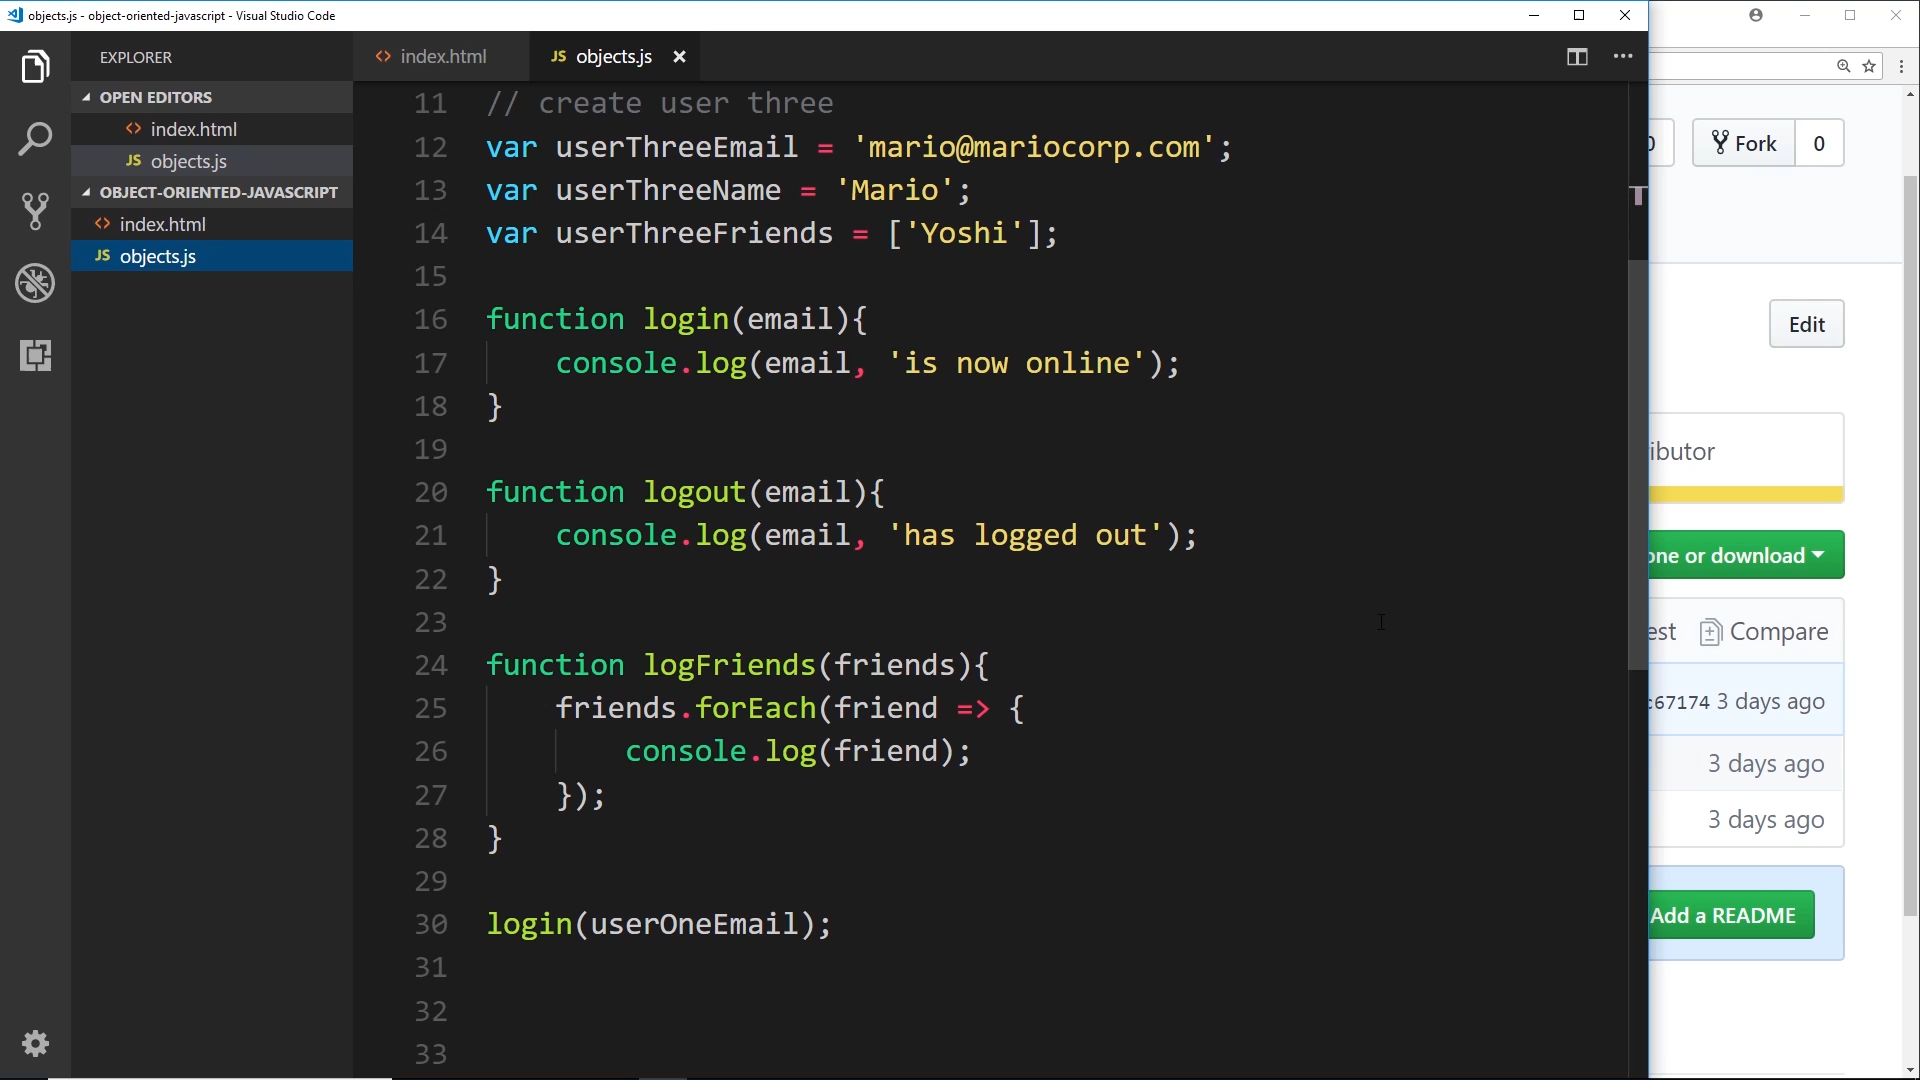 objects.js - object-oriented-javascript - Visual Studio Code
EXPLORER
OPEN EDITORS
index.html
JS objects.js
OBJECT-ORIENTED-JAVASCRIPT
index.html
JS objects.js
index.html
JS objects.js
11 // create user three
12 var userThreeEmail = 'mario@mariocorp.com';
13 var userThreeName = 'Mario';
14 var userThreeFriends = ['Yoshi'];
15
16 function login(email){
17 console.log(email, 'is now online');
18 }
19
20 function logout(email){
21 console.log(email, 'has logged out');
22 }
23
24 function logFriends(friends){
25 friends.forEach(friend => {
26 console.log(friend);
27 });
28 }
29
30 login(userOneEmail);
31
32
33
Fork 0
Edit
ibutor
one or download
est Compare
c67174 3 days ago
3 days ago
3 days ago
Add a README